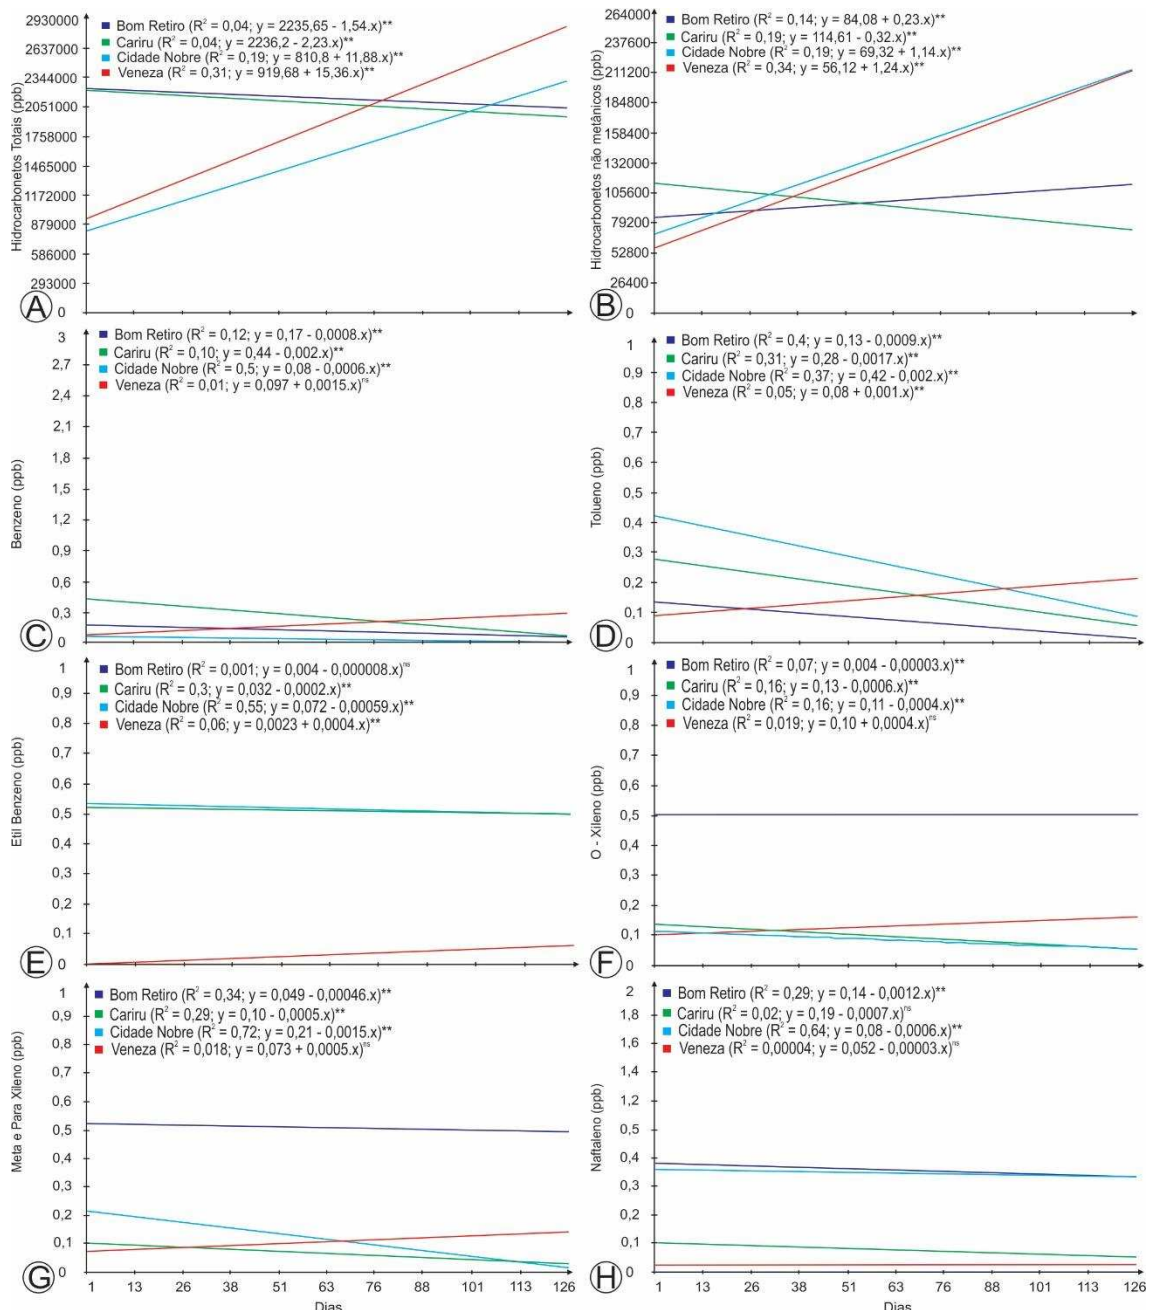 Hidrocarbonetos Totais (ppb)
2930000
2637000
2344000
2051000
1758000
1465000
1172000
879000
586000
293000
0
Bom Retiro (R² = 0,04; y = 2235,65 - 1,54.x)**
Cariru (R² = 0,04; y = 2236,2 - 2,23.x)**
Cidade Nobre (R² = 0,19; y = 810,8 + 11,88.x)**
Veneza (R² = 0,31; y = 919,68 + 15,36.x)**
A
Hidrocarbonetos não metânicos (ppb)
264000
237600
211200
184800
158400
132000
105600
79200
52800
26400
0
Bom Retiro (R² = 0,14; y = 84,08 + 0,23.x)**
Cariru (R² = 0,19; y = 114,61 - 0,32.x)**
Cidade Nobre (R² = 0,19; y = 69,32 + 1,14.x)**
Veneza (R² = 0,34; y = 56,12 + 1,24.x)**
B
Benzeno (ppb)
3
2,7
2,4
2,1
1,8
1,5
1,2
0,9
0,6
0,3
0
Bom Retiro (R² = 0,12; y = 0,17 - 0,0008.x)**
Cariru (R² = 0,10; y = 0,44 - 0,002.x)**
Cidade Nobre (R² = 0,5; y = 0,08 - 0,0006.x)**
Veneza (R² = 0,01; y = 0,097 + 0,0015.x)ns
C
Tolueno (ppb)
1
0,9
0,8
0,7
0,6
0,5
0,4
0,3
0,2
0,1
0
Bom Retiro (R² = 0,4; y = 0,13 - 0,0009.x)**
Cariru (R² = 0,31; y = 0,28 - 0,0017.x)**
Cidade Nobre (R² = 0,37; y = 0,42 - 0,002.x)**
Veneza (R² = 0,05; y = 0,08 + 0,001.x)**
D
Etil Benzeno (ppb)
1
0,9
0,8
0,7
0,6
0,5
0,4
0,3
0,2
0,1
0
Bom Retiro (R² = 0,001; y = 0,004 - 0,000008.x)ns
Cariru (R² = 0,3; y = 0,032 - 0,0002.x)**
Cidade Nobre (R² = 0,55; y = 0,072 - 0,00059.x)**
Veneza (R² = 0,06; y = 0,0023 + 0,0004.x)**
E
O - Xileno (ppb)
1
0,9
0,8
0,7
0,6
0,5
0,4
0,3
0,2
0,1
0
Bom Retiro (R² = 0,07; y = 0,004 - 0,00003.x)**
Cariru (R² = 0,16; y = 0,13 - 0,0006.x)**
Cidade Nobre (R² = 0,16; y = 0,11 - 0,0004.x)**
Veneza (R² = 0,019; y = 0,10 + 0,0004.x)ns
F
Meta e Para Xileno (ppb)
1
0,9
0,8
0,7
0,6
0,5
0,4
0,3
0,2
0,1
0
Bom Retiro (R² = 0,34; y = 0,049 - 0,00046.x)**
Cariru (R² = 0,29; y = 0,10 - 0,0005.x)**
Cidade Nobre (R² = 0,72; y = 0,21 - 0,0015.x)**
Veneza (R² = 0,018; y = 0,073 + 0,0005.x)ns
G
1 13 26 38 51 63 76 88 101 113 126
Dias
Naftaleno (ppb)
2
1,8
1,6
1,4
1,2
0,5
0,4
0,3
0,2
0,1
0
Bom Retiro (R² = 0,29; y = 0,14 - 0,0012.x)**
Cariru (R² = 0,02; y = 0,19 - 0,0007.x)ns
Cidade Nobre (R² = 0,64; y = 0,08 - 0,0006.x)**
Veneza (R² = 0,00004; y = 0,052 - 0,00003.x)ns
H
1 13 26 38 51 63 76 88 101 113 126
Dias